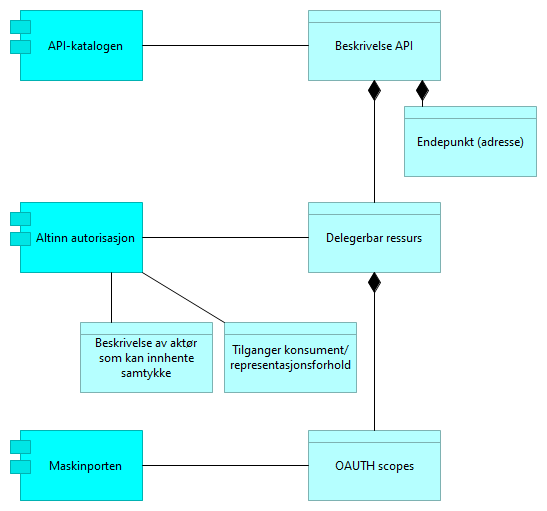 API-katalogen
Beskrivelse API
Endepunkt (adresse)
Altinn autorisasjon
Delegerbar ressurs
Beskrivelse av aktør
som kan innhente
samtykke
Tilganger konsument/
representasjonsforhold
Maskinporten
OAUTH scopes